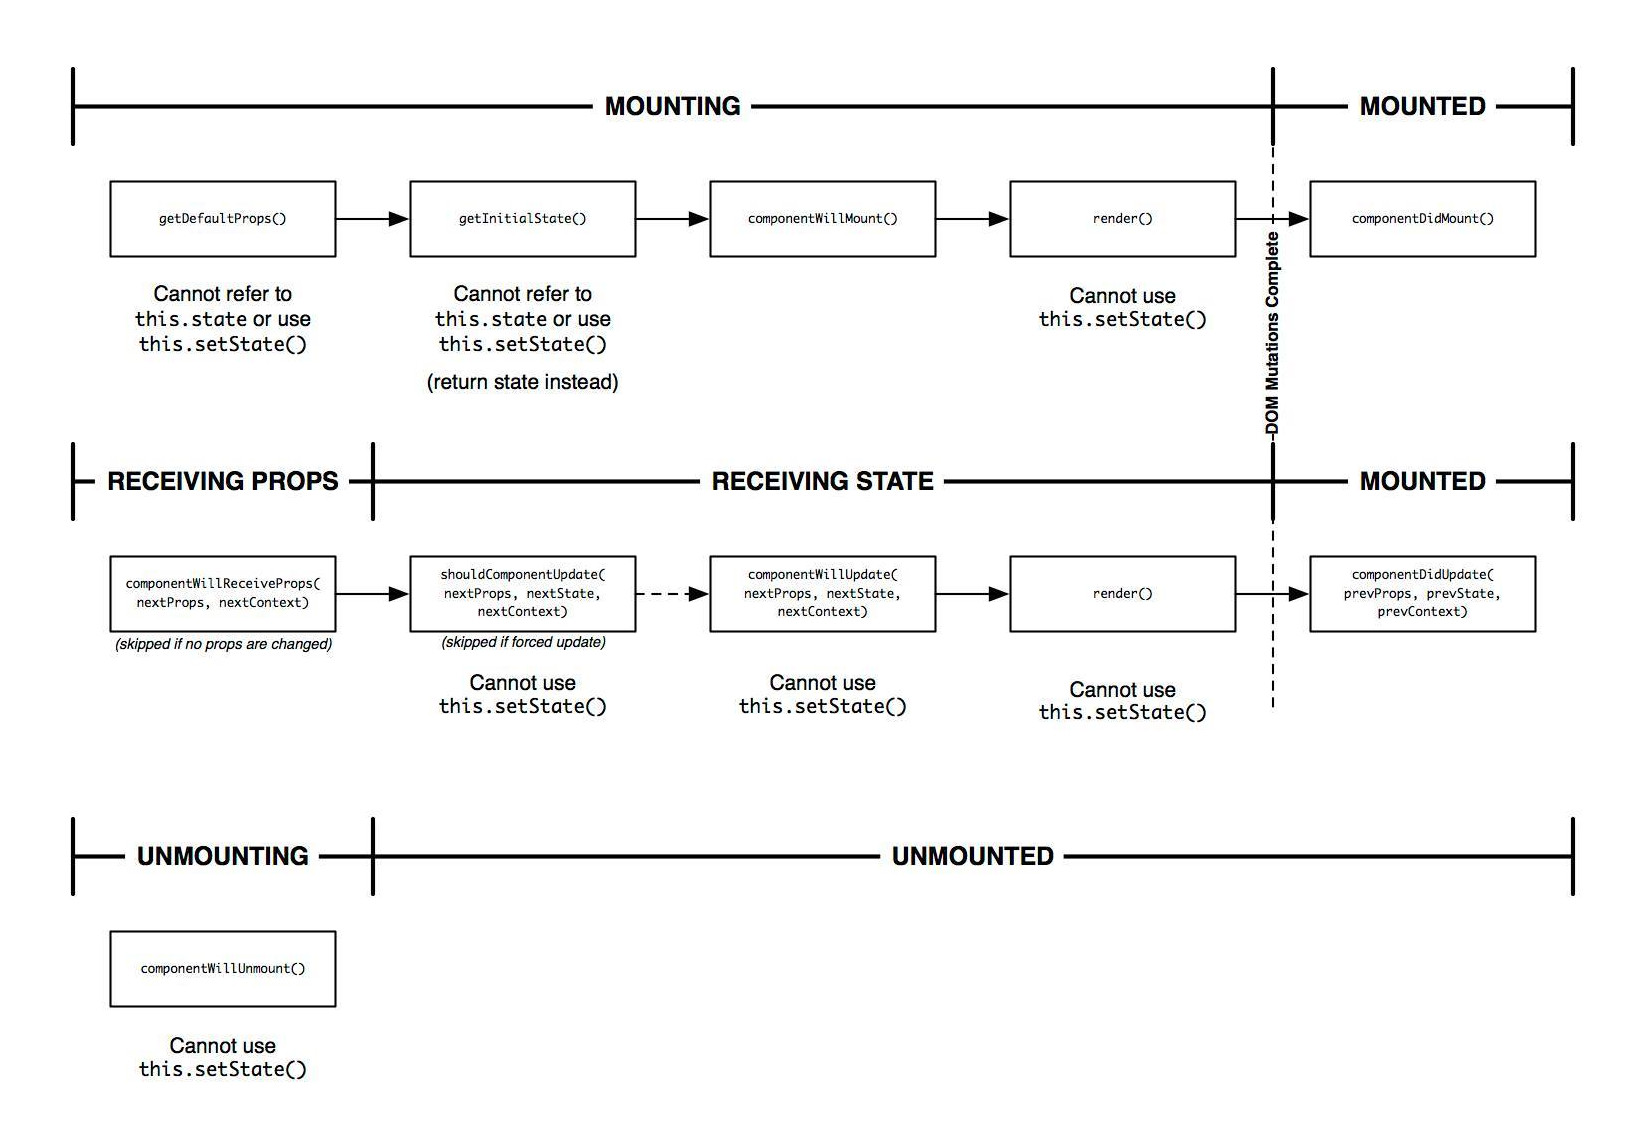 MOUNTING
MOUNTED
getDefaultProps()
getInitialState()
componentWillMount()
render()
componentDidMount()
Cannot refer to
this.state or use
this.setState()
Cannot refer to
this.state or use
this.setState()
(return state instead)
Cannot use
this.setState()
DOM Mutations Complete
RECEIVING PROPS
RECEIVING STATE
MOUNTED
componentWillReceiveProps(
nextProps, nextContext)
(skipped if no props are changed)
shouldComponentUpdate(
nextProps, nextState,
nextContext)
(skipped if forced update)
Cannot use
this.setState()
componentWillUpdate(
nextProps, nextState,
nextContext)
Cannot use
this.setState()
render()
Cannot use
this.setState()
componentDidUpdate(
prevProps, prevState,
prevContext)
UNMOUNTING
UNMOUNTED
componentWillUnmount()
Cannot use
this.setState()